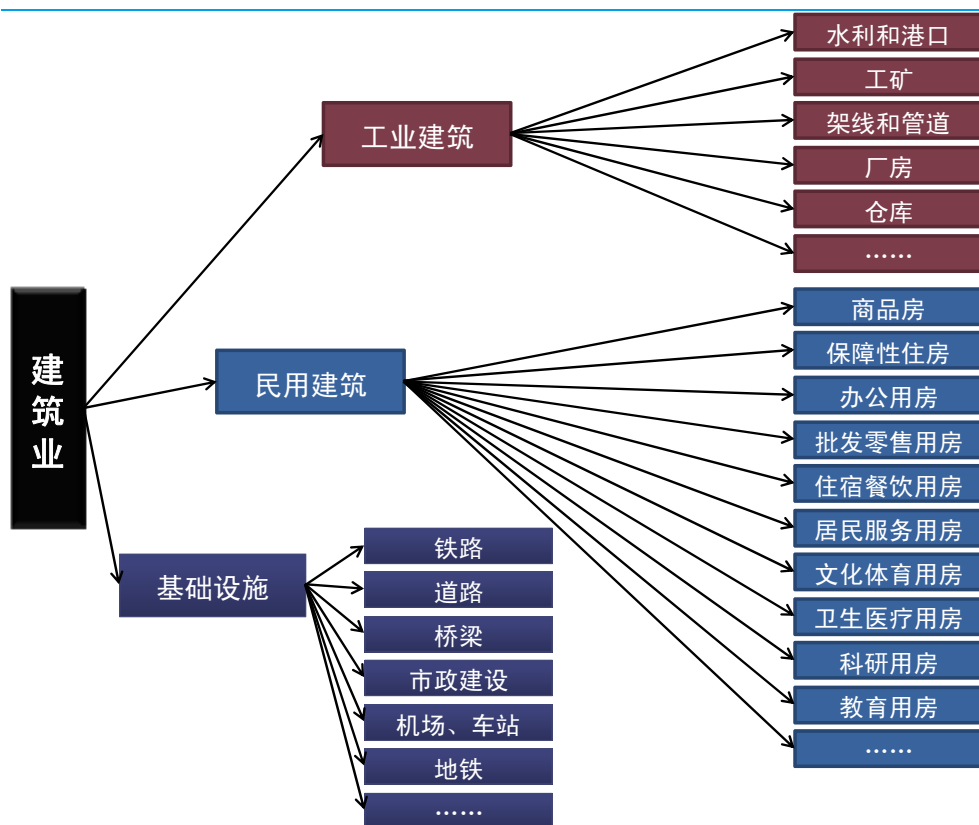 建筑业
工业建筑
水利和港口
工矿
架线和管道
厂房
仓库
……
民用建筑
商品房
保障性住房
办公用房
批发零售用房
住宿餐饮用房
居民服务用房
文化体育用房
卫生医疗用房
科研用房
教育用房
……
基础设施
铁路
道路
桥梁
市政建设
机场、车站
地铁
……